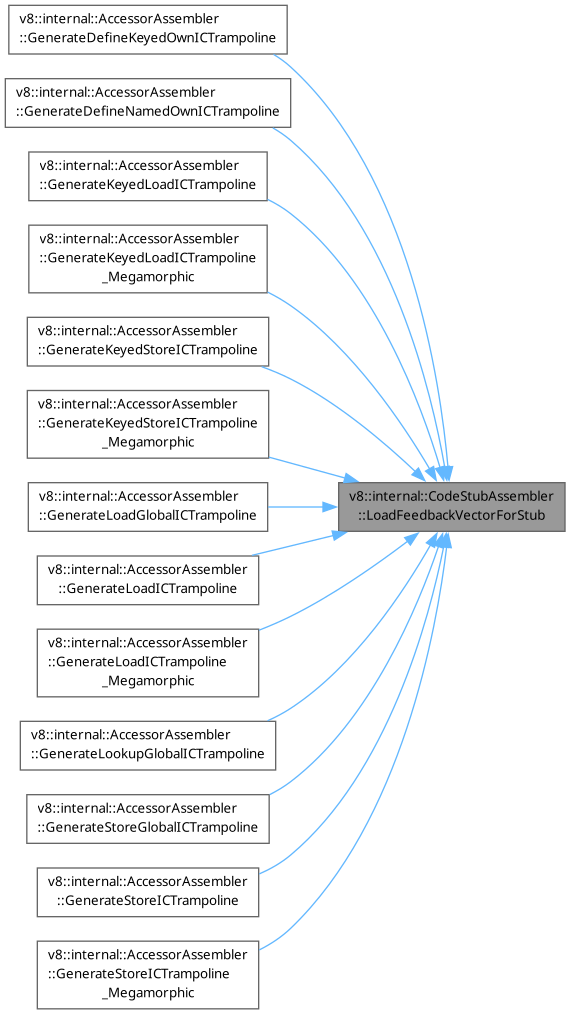 v8::internal::AccessorAssembler
::GenerateDefineKeyedOwnICTrampoline
v8::internal::AccessorAssembler
::GenerateDefineNamedOwnICTrampoline
v8::internal::AccessorAssembler
::GenerateKeyedLoadICTrampoline
v8::internal::AccessorAssembler
::GenerateKeyedLoadICTrampoline
_Megamorphic
v8::internal::AccessorAssembler
::GenerateKeyedStoreICTrampoline
v8::internal::AccessorAssembler
::GenerateKeyedStoreICTrampoline
_Megamorphic
v8::internal::AccessorAssembler
::GenerateLoadGlobalICTrampoline
v8::internal::AccessorAssembler
::GenerateLoadICTrampoline
v8::internal::AccessorAssembler
::GenerateLoadICTrampoline
_Megamorphic
v8::internal::AccessorAssembler
::GenerateLookupGlobalICTrampoline
v8::internal::AccessorAssembler
::GenerateStoreGlobalICTrampoline
v8::internal::AccessorAssembler
::GenerateStoreICTrampoline
v8::internal::AccessorAssembler
::GenerateStoreICTrampoline
_Megamorphic
v8::internal::CodeStubAssembler
::LoadFeedbackVectorForStub